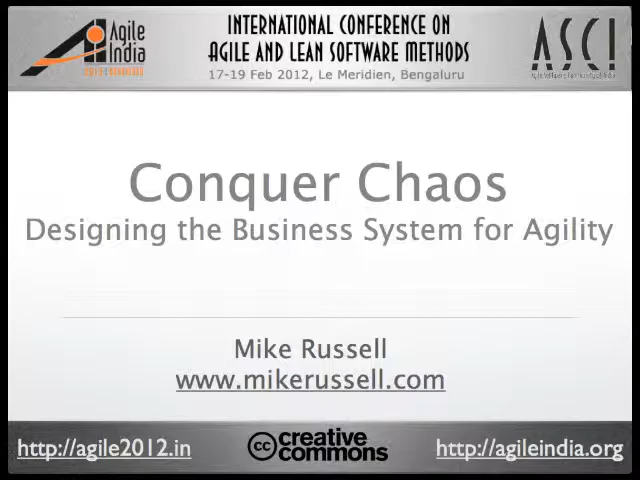 Agile
India
INTERNATIONAL CONFERENCE ON
AGILE AND LEAN SOFTWARE METHODS
17-19 Feb 2012, Le Meridien, Bengaluru
ASCI
Conquer Chaos
Designing the Business System for Agility
Mike Russell
www.mikerussell.com
http://agile2012.in
cc creative
commons
http://agileindia.org